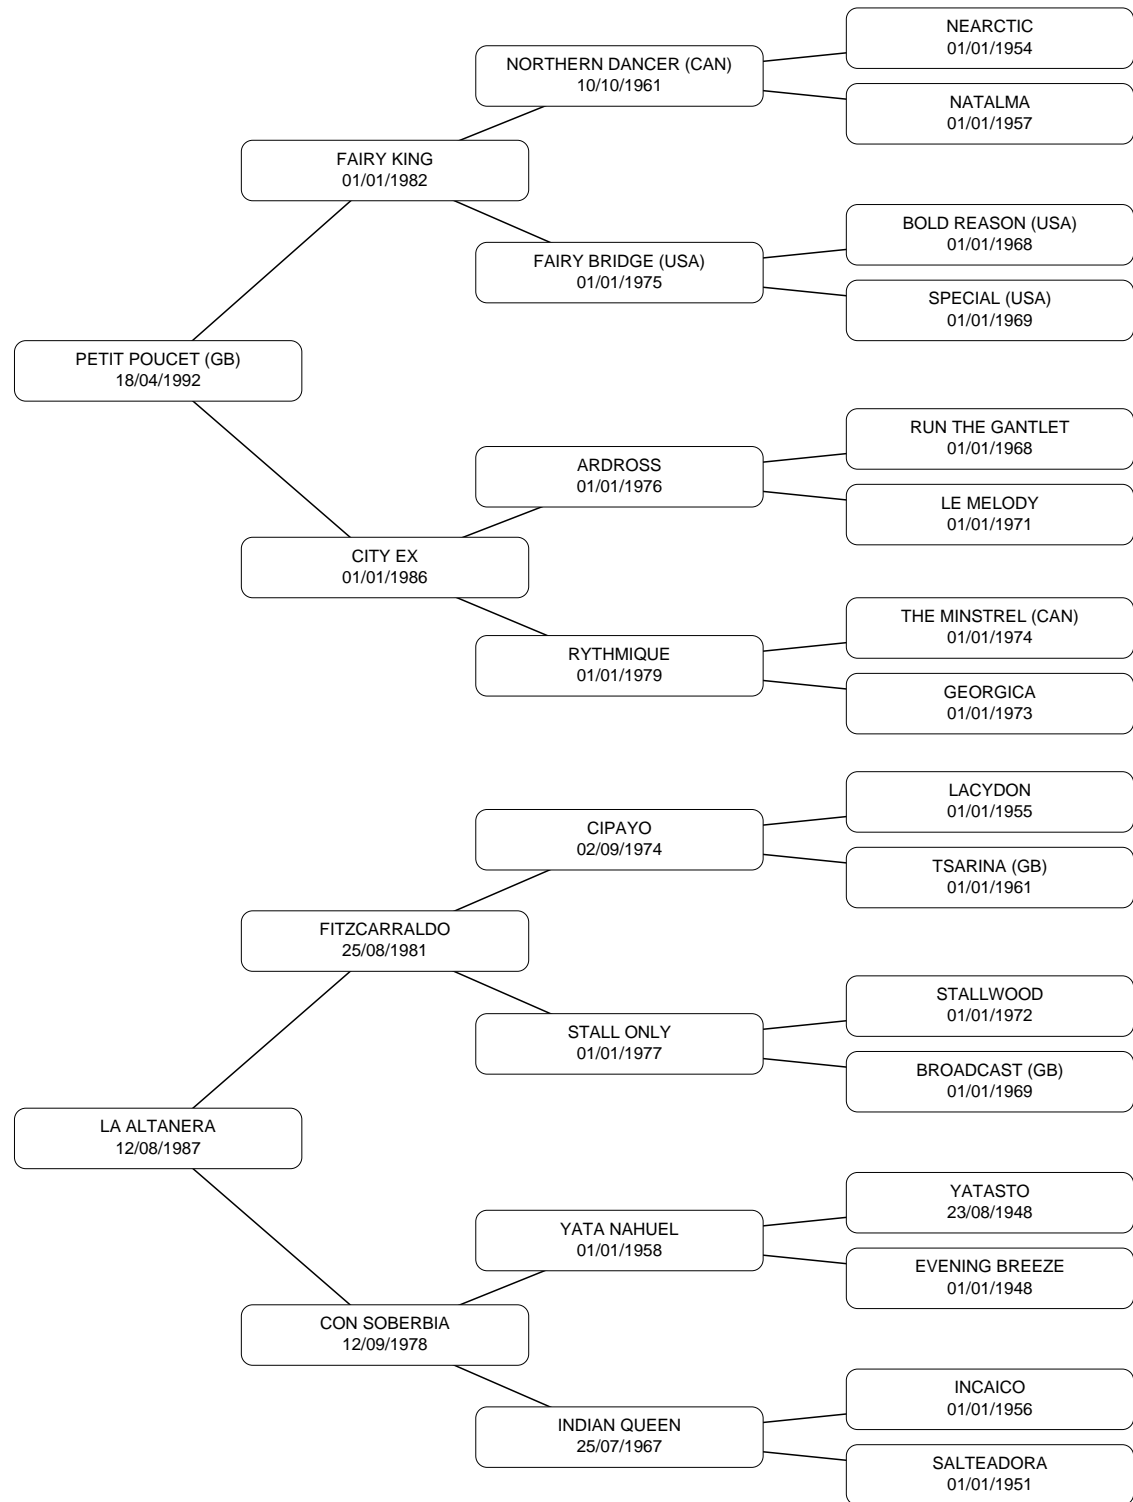 NEARCTIC
01/01/1954
NORTHERN DANCER (CAN)
10/10/1961
NATALMA
01/01/1957
FAIRY KING
01/01/1982
BOLD REASON (USA)
01/01/1968
FAIRY BRIDGE (USA)
01/01/1975
SPECIAL (USA)
01/01/1969
PETIT POUCET (GB)
18/04/1992
RUN THE GANTLET
01/01/1968
ARDROSS
01/01/1976
LE MELODY
01/01/1971
CITY EX
01/01/1986
THE MINSTREL (CAN)
01/01/1974
RYTHMIQUE
01/01/1979
GEORGICA
01/01/1973
LACYDON
01/01/1955
CIPAYO
02/09/1974
TSARINA (GB)
01/01/1961
FITZCARRALDO
25/08/1981
STALLWOOD
01/01/1972
STALL ONLY
01/01/1977
BROADCAST (GB)
01/01/1969
LA ALTANERA
12/08/1987
YATASTO
23/08/1948
YATA NAHUEL
01/01/1958
EVENING BREEZE
01/01/1948
CON SOBERBIA
12/09/1978
INCAICO
01/01/1956
INDIAN QUEEN
25/07/1967
SALTEADORA
01/01/1951